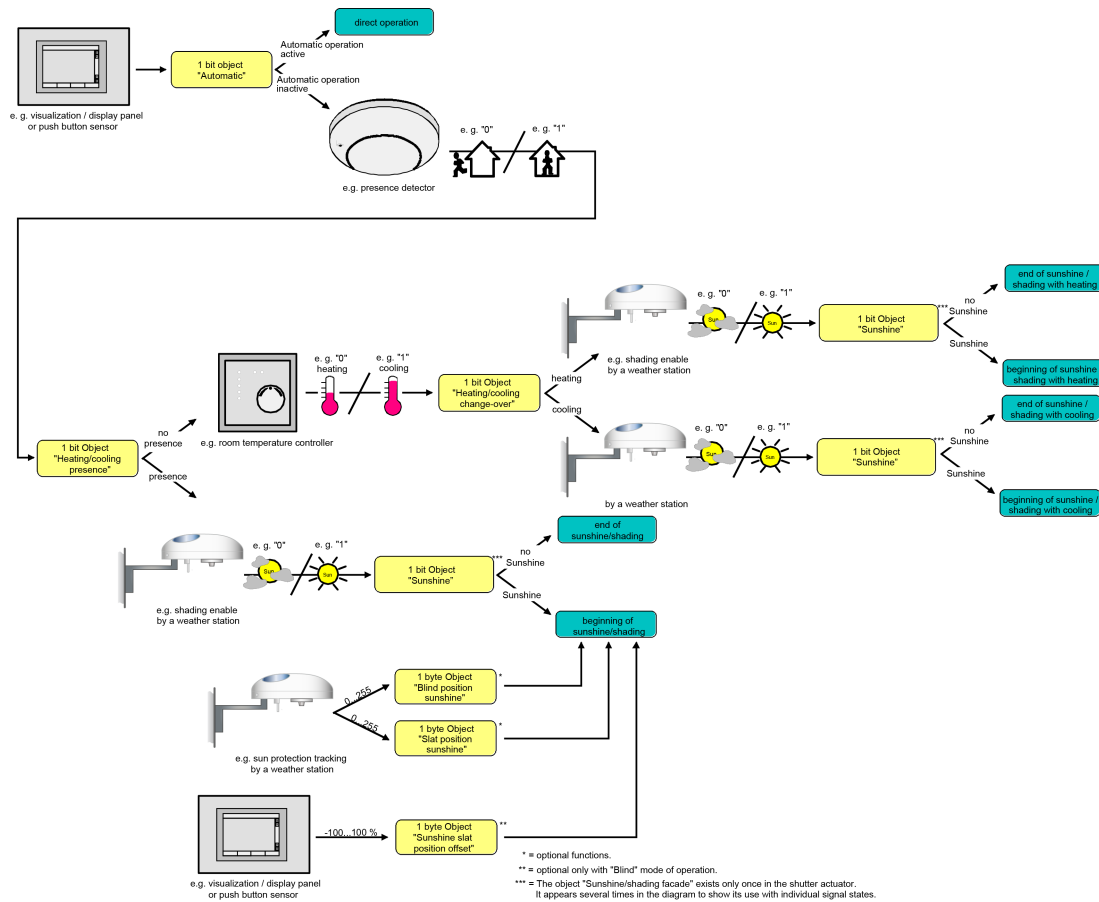 direct operation
Automatic operation
active
1 bit object
"Automatic"
Automatic operation
inactive
e. g. visualization / display panel
or push button sensor
e. g. "0"
e. g. "1"
e.g. presence detector
end of sunshine /
shading with heating
e. g. "0"
e. g. "1"
Sun
Sun
1 bit Object
"Sunshine"
***
no
Sunshine
Sunshine
e.g. shading enable
by a weather station
beginning of sunshine
shading with heating
e. g. "0"
heating
e. g. "1"
cooling
1 bit Object
"Heating/cooling
change-over"
heating
cooling
e.g. room temperature controller
end of sunshine /
shading with cooling
e. g. "0"
e. g. "1"
Sun
Sun
1 bit Object
"Sunshine"
***
no
Sunshine
Sunshine
by a weather station
beginning of sunshine /
shading with cooling
1 bit Object
"Heating/cooling
presence"
no
presence
presence
end of
sunshine/shading
e. g. "0"
e. g. "1"
Sun
Sun
1 bit Object
"Sunshine"
***
no
Sunshine
Sunshine
e.g. shading enable
by a weather station
beginning of
sunshine/shading
0...255
1 byte Object
"Blind position
sunshine"
*
0...255
1 byte Object
"Slat position
sunshine"
*
e.g. sun protection tracking
by a weather station
-100...100 %
1 byte Object
"Sunshine slat
position offset"
**
e.g. visualization / display panel
or push button sensor
* = optional functions.
** = optional only with "Blind" mode of operation.
*** = The object "Sunshine/shading facade" exists only once in the shutter actuator.
It appears several times in the diagram to show its use with individual signal states.